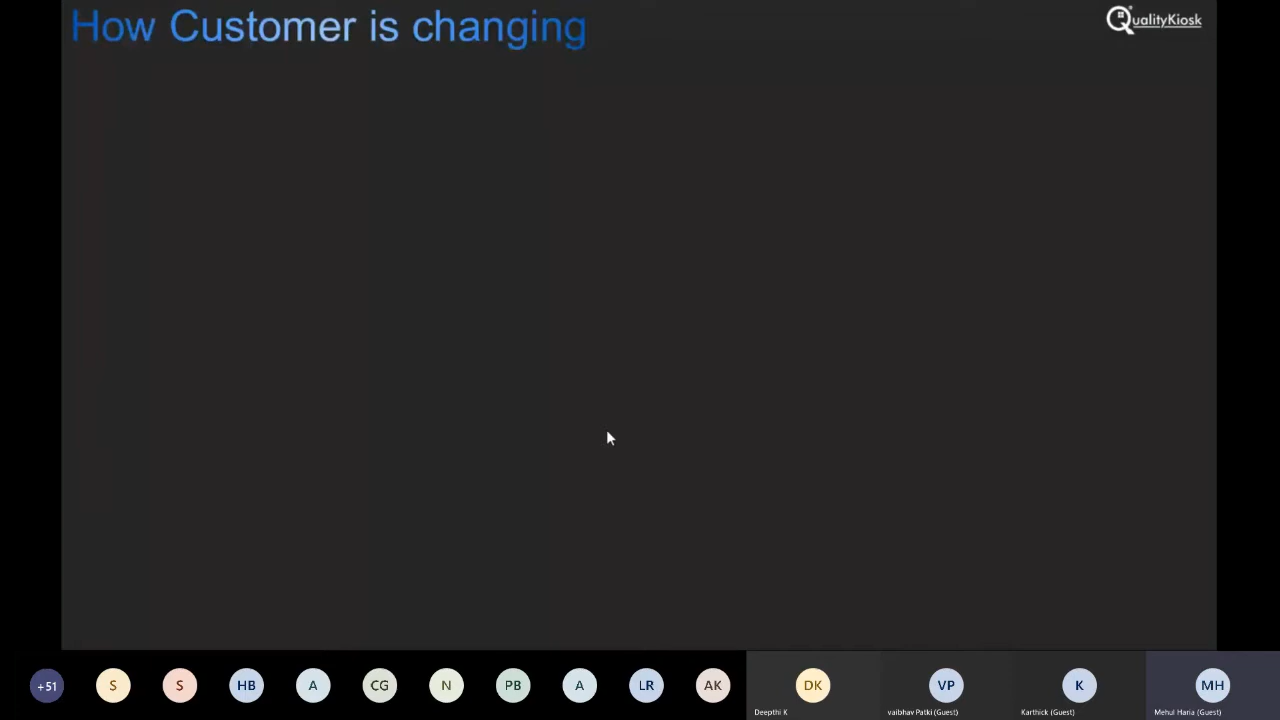 How Customer is changing
QualityKiosk
+51
S
S
HB
A
CG
N
PB
A
LR
AK
DK
VP
K
MH
Deepthi K
vaibhav Patki (Guest)
Karthick (Guest)
Mehul Haria (Guest)